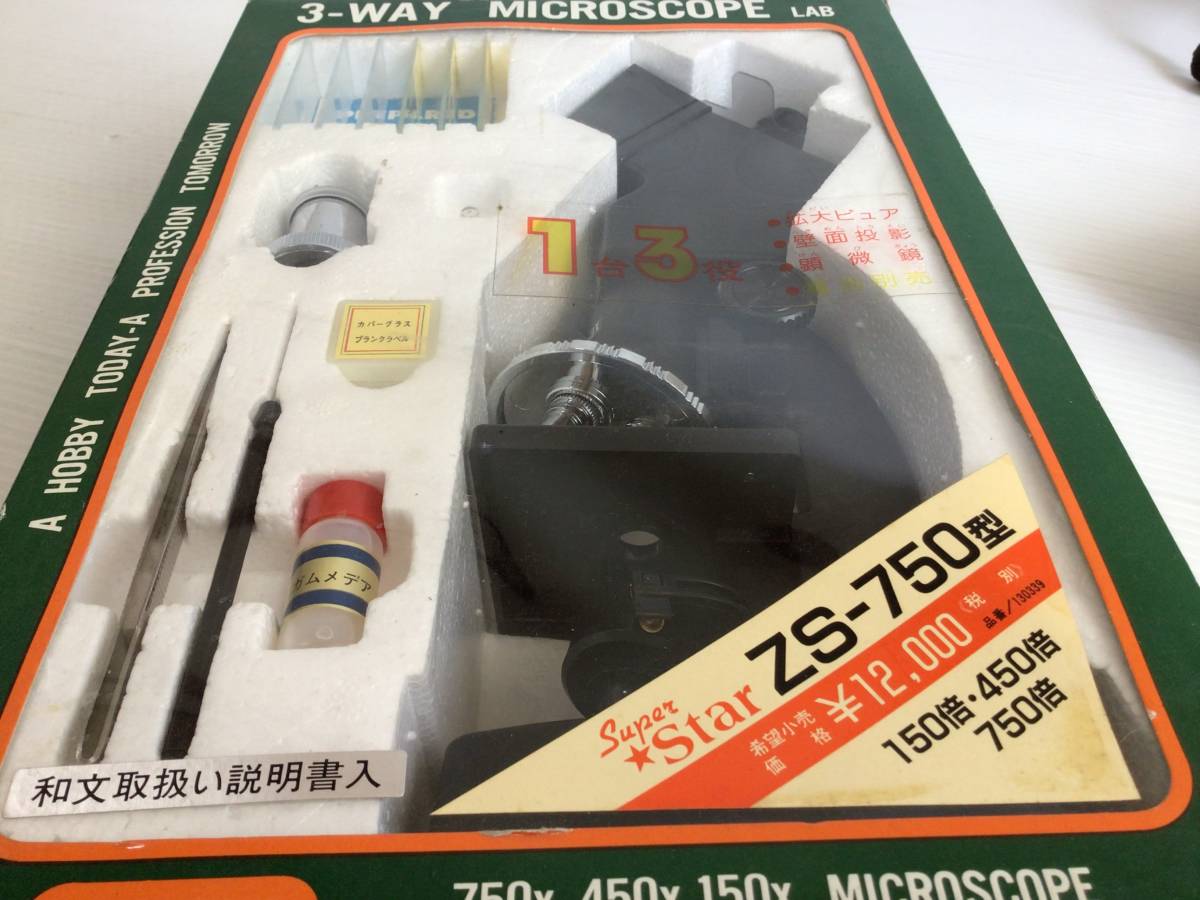 3-WAY MICROSCOPE LAB
A HOBBY TODAY-A PROFESSION TOMORROW
1台3役
•拡大ピュア
•壁面投影
•顕微鏡
別売
カバーグラス
ブランクラベル
ガムメデア
Super
★Star
ZS-750型
希望小売
価格
¥12,000
(税別)
品番/130339
150倍・450倍
750倍
和文取扱い説明書入
750x 450x 150x MICROSCOPE